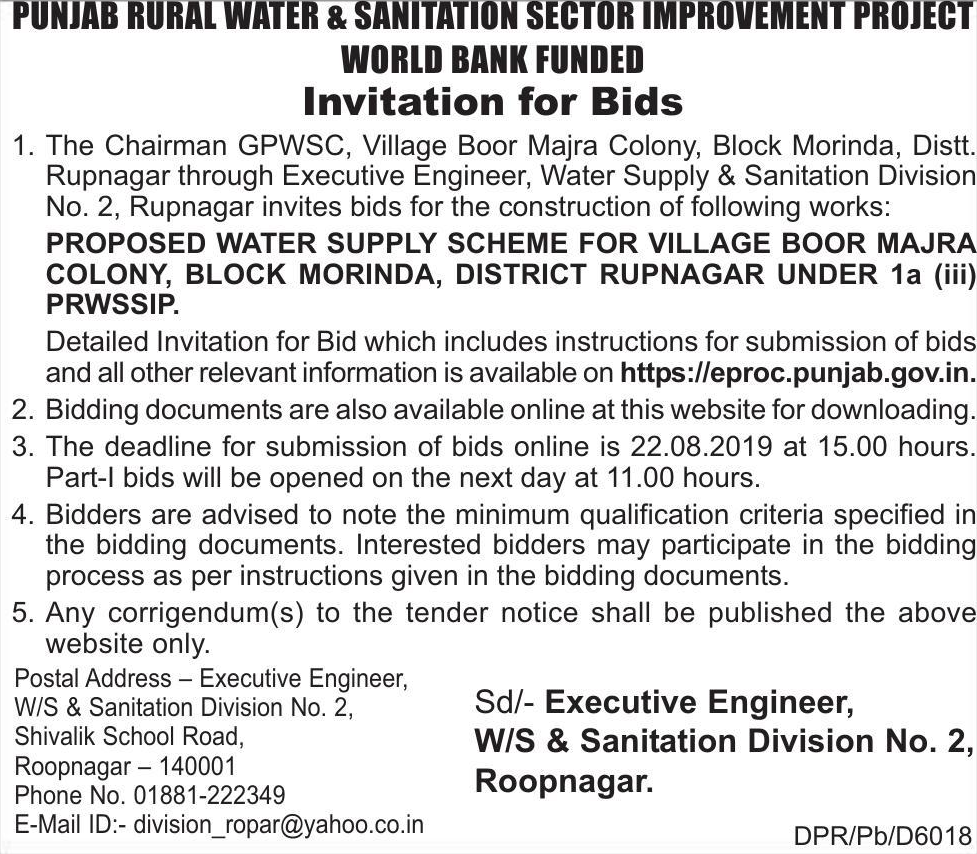 PUNJAB RURAL WATER & SANITATION SECTOR IMPROVEMENT PROJECT
WORLD BANK FUNDED
Invitation for Bids
1. The Chairman GPWSC, Village Boor Majra Colony, Block Morinda, Distt.
Rupnagar through Executive Engineer, Water Supply & Sanitation Division
No. 2, Rupnagar invites bids for the construction of following works:
PROPOSED WATER SUPPLY SCHEME FOR VILLAGE BOOR MAJRA
COLONY, BLOCK MORINDA, DISTRICT RUPNAGAR UNDER 1a (iii)
PRWSSIP.
Detailed Invitation for Bid which includes instructions for submission of bids
and all other relevant information is available on https://eproc.punjab.gov.in.
2. Bidding documents are also available online at this website for downloading.
3. The deadline for submission of bids online is 22.08.2019 at 15.00 hours.
Part-I bids will be opened on the next day at 11.00 hours.
4. Bidders are advised to note the minimum qualification criteria specified in
the bidding documents. Interested bidders may participate in the bidding
process as per instructions given in the bidding documents.
5. Any corrigendum(s) to the tender notice shall be published the above
website only.
Postal Address – Executive Engineer,
W/S & Sanitation Division No. 2,
Shivalik School Road,
Roopnagar – 140001
Phone No. 01881-222349
E-Mail ID:- division_ropar@yahoo.co.in
Sd/- Executive Engineer,
W/S & Sanitation Division No. 2,
Roopnagar.
DPR/Pb/D6018